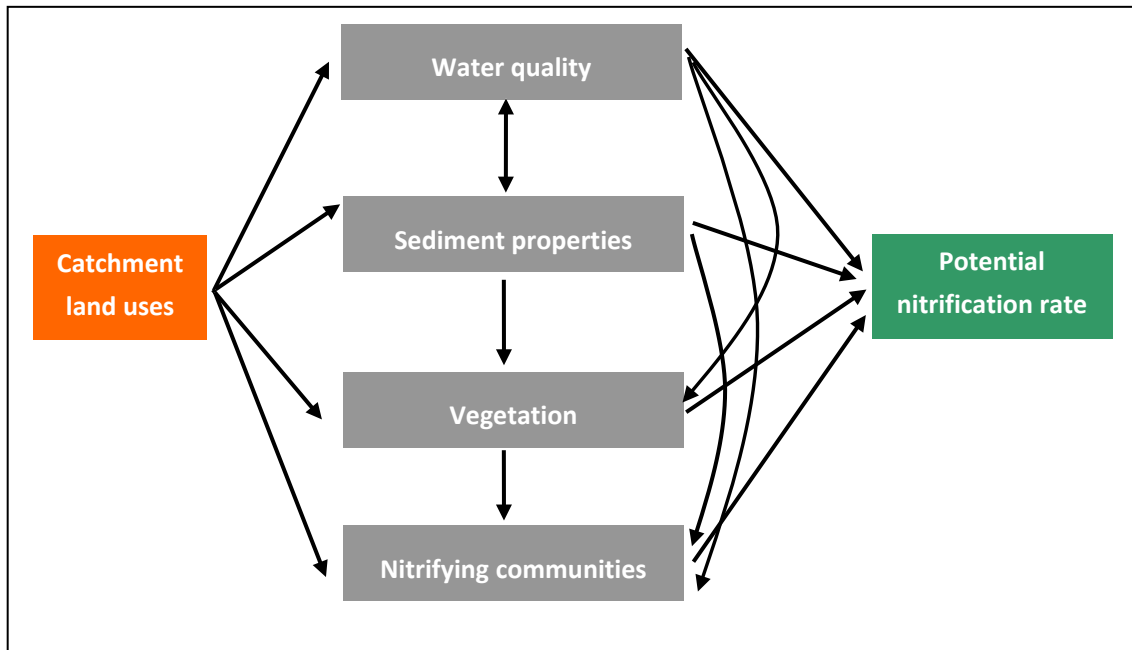 Water quality
Sediment properties
Catchment
land uses
Potential
nitrification rate
Vegetation
Nitrifying communities